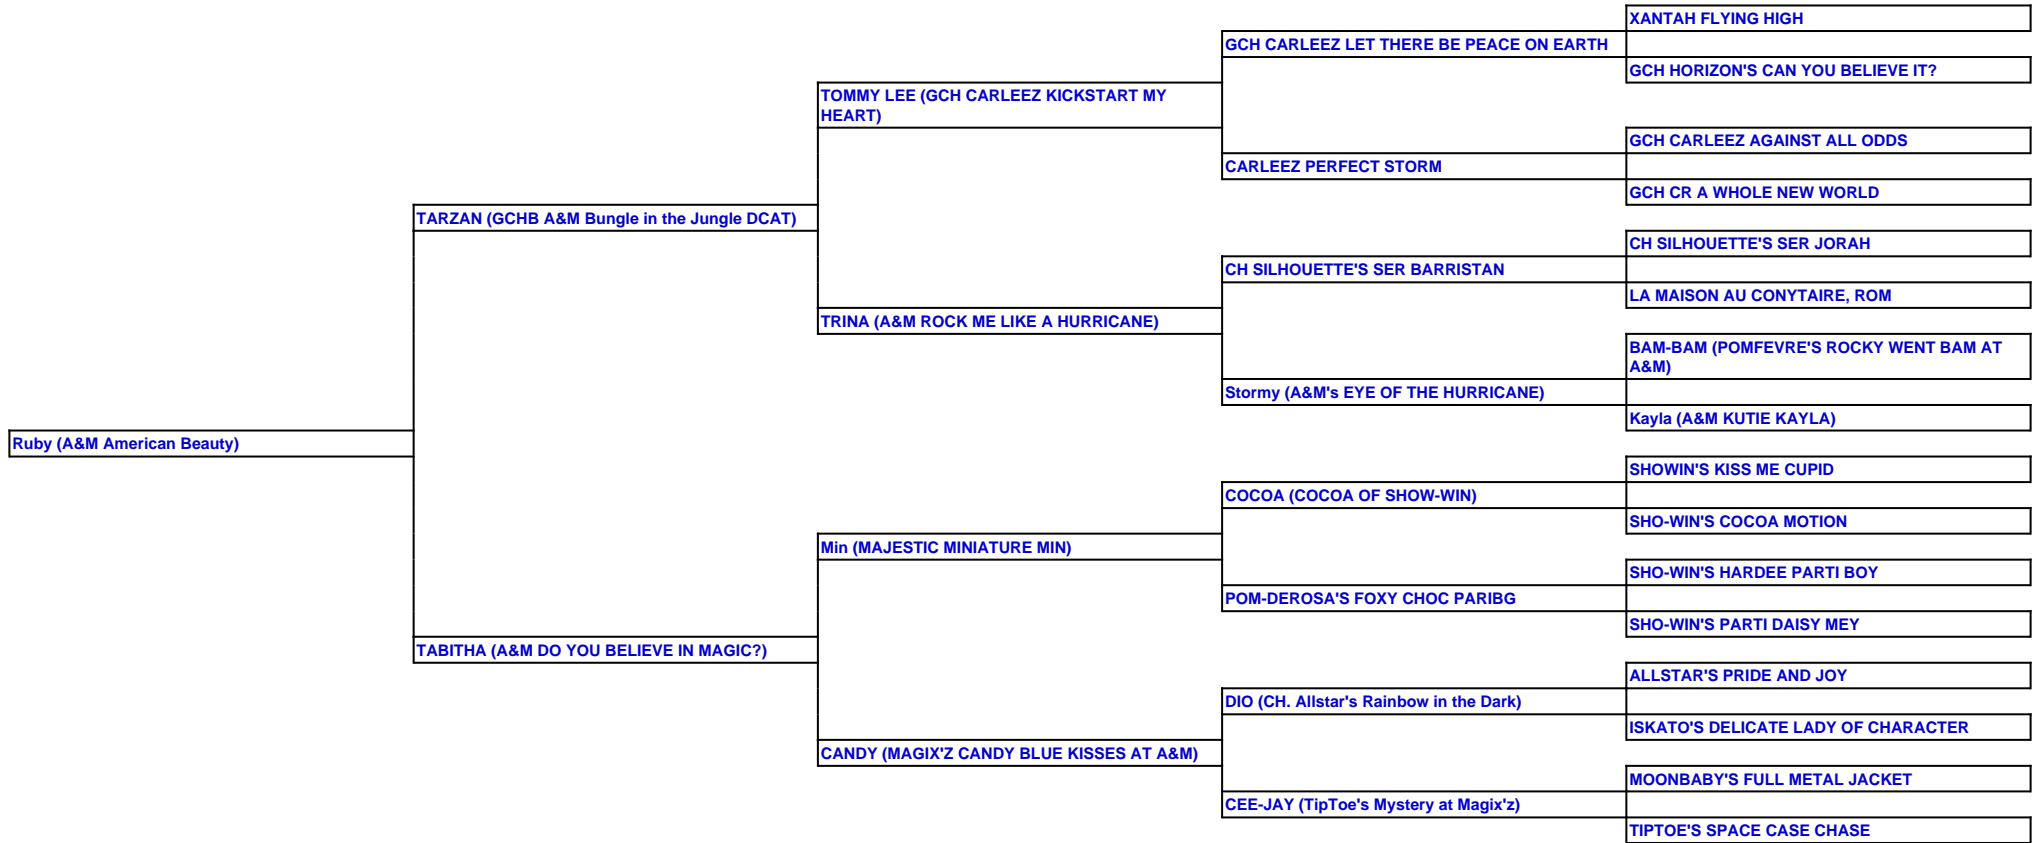 XANTAH FLYING HIGH
GCH CARLEEZ LET THERE BE PEACE ON EARTH
GCH HORIZON'S CAN YOU BELIEVE IT?
TOMMY LEE (GCH CARLEEZ KICKSTART MY
HEART)
GCH CARLEEZ AGAINST ALL ODDS
CARLEEZ PERFECT STORM
GCH CR A WHOLE NEW WORLD
TARZAN (GCHB A&M Bungle in the Jungle DCAT)
CH SILHOUETTE'S SER JORAH
CH SILHOUETTE'S SER BARRISTAN
LA MAISON AU CONYTAIRE, ROM
TRINA (A&M ROCK ME LIKE A HURRICANE)
BAM-BAM (POMFEVRE'S ROCKY WENT BAM AT
A&M)
Stormy (A&M's EYE OF THE HURRICANE)
Kayla (A&M KUTIE KAYLA)
Ruby (A&M American Beauty)
SHOWIN'S KISS ME CUPID
COCOA (COCOA OF SHOW-WIN)
SHO-WIN'S COCOA MOTION
Min (MAJESTIC MINIATURE MIN)
SHO-WIN'S HARDEE PARTI BOY
POM-DEROSA'S FOXY CHOC PARIBG
SHO-WIN'S PARTI DAISY MEY
TABITHA (A&M DO YOU BELIEVE IN MAGIC?)
ALLSTAR'S PRIDE AND JOY
DIO (CH. Allstar's Rainbow in the Dark)
ISKATO'S DELICATE LADY OF CHARACTER
CANDY (MAGIX'Z CANDY BLUE KISSES AT A&M)
MOONBABY'S FULL METAL JACKET
CEE-JAY (TipToe's Mystery at Magix'z)
TIPTOE'S SPACE CASE CHASE